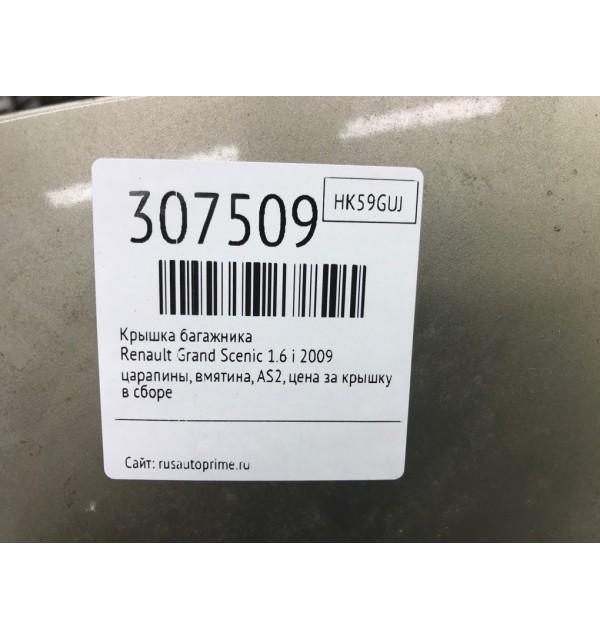 307509
HK59GUJ
Крышка багажника
Renault Grand Scenic 1.6 i 2009
царапины, вмятина, AS2, цена за крышку
в сборе
Сайт: rusautoprime.ru